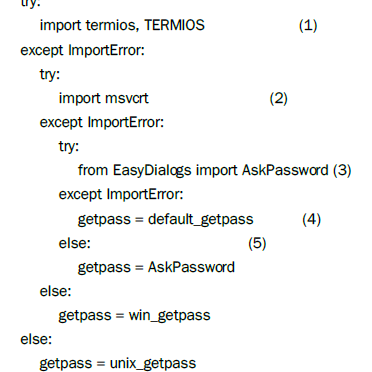 try:
import termios, TERMIOS (1)
except ImportError:
try:
import msvcrt (2)
except ImportError:
try:
from EasyDialogs import AskPassword (3)
except ImportError:
getpass = default_getpass (4)
else: (5)
getpass = AskPassword
else:
getpass = win_getpass
else:
getpass = unix_getpass